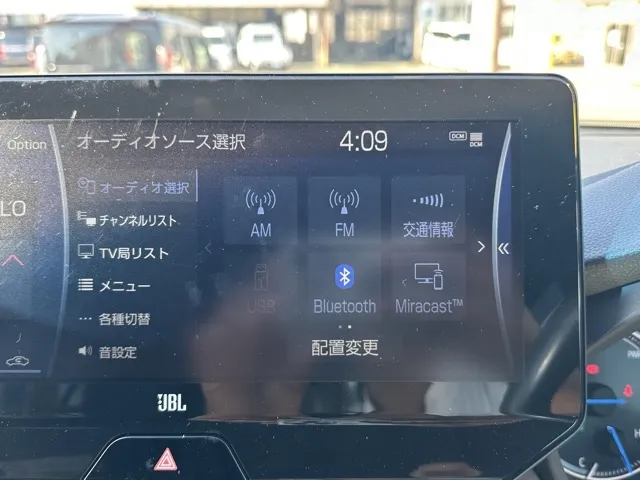 Option
オーディオソース選択
4:09
DCM
DCM
LO
オーディオ選択
チャンネルリスト
TV局リスト
メニュー
各種切替
音設定
AM
FM
交通情報
USB
Bluetooth
Miracast™
配置変更
JBL
C
H